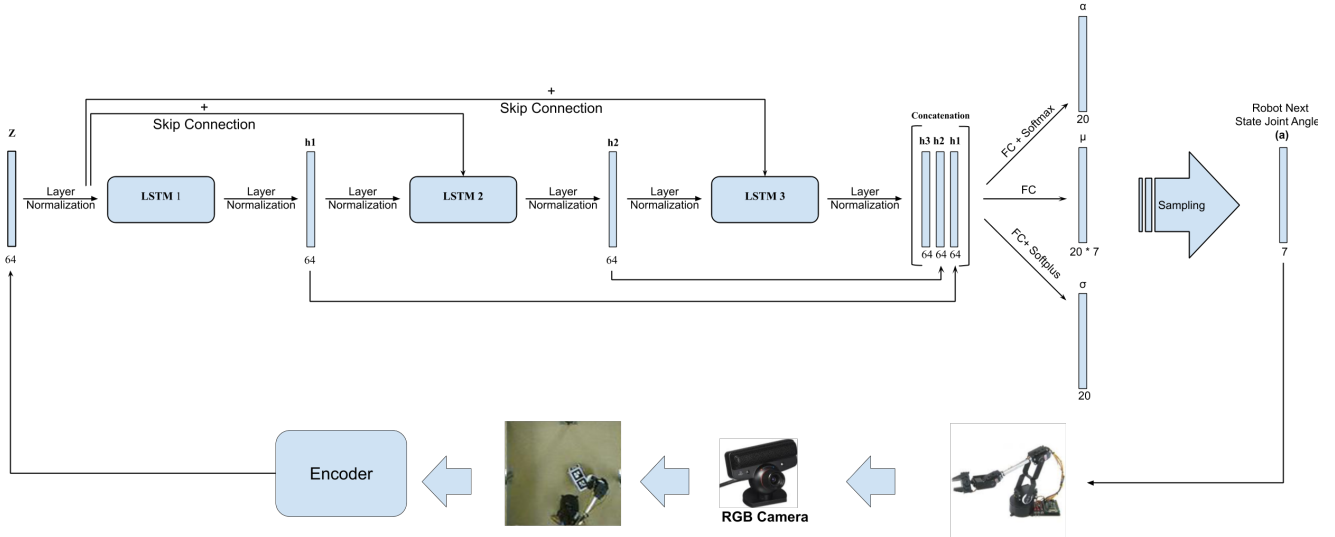 α
20
+
Skip Connection
+
Skip Connection
Z
64
Layer
Normalization
LSTM 1
Layer
Normalization
h1
64
Layer
Normalization
LSTM 2
Layer
Normalization
h2
64
Layer
Normalization
LSTM 3
Layer
Normalization
Concatenation
h3 h2 h1
64 64 64
FC + Softmax
FC
FC+ Softplus
μ
20 * 7
σ
20
Sampling
Robot Next
State Joint Angle
(a)
7
Encoder
RGB Camera